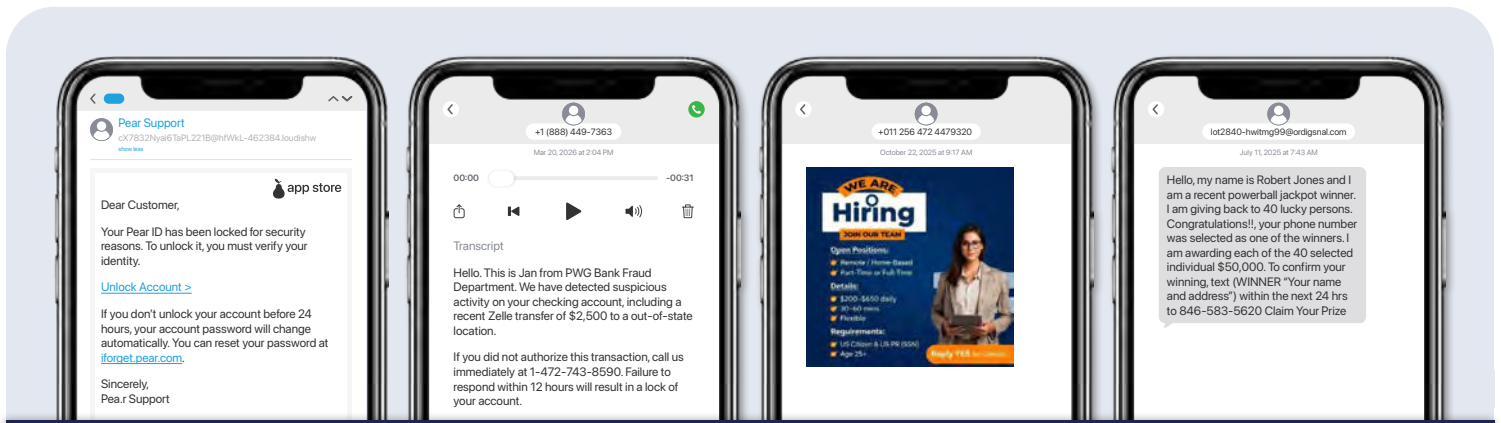 Pear Support
cX7832Nyai6TaPL221B@hfWkL-462384.loudishw
show less
app store
Dear Customer,
Your Pear ID has been locked for security
reasons. To unlock it, you must verify your
identity.
Unlock Account >
If you don't unlock your account before 24
hours, your account password will change
automatically. You can reset your password at
iforget.pear.com.
Sincerely,
Pea.r Support
+1 (888) 449-7363
Mar 20, 2026 at 2:04 PM
00:00
-00:31
Transcript
Hello. This is Jan from PWG Bank Fraud
Department. We have detected suspicious
activity on your checking account, including a
recent Zelle transfer of $2,500 to a out-of-state
location.
If you did not authorize this transaction, call us
immediately at 1-472-743-8590. Failure to
respond within 12 hours will result in a lock of
your account.
+011 256 472 4479320
October 22, 2025 at 9:17 AM
WE ARE
Hiring
JOIN OUR TEAM
Open Positions:
Remote / Home-Based
Part-Time or Full-Time
Details:
$200-$650 daily
30-60 mins
Flexible
Requirements:
US Citizen & US PR (SSN)
Age 25+
Reply YES
lot2840-hwitmg99@ordigsnal.com
July 11, 2025 at 7:43 AM
Hello, my name is Robert Jones and I
am a recent powerball jackpot winner.
I am giving back to 40 lucky persons.
Congratulations!!, your phone number
was selected as one of the winners. I
am awarding each of the 40 selected
individual $50,000. To confirm your
winning, text (WINNER "Your name
and address") within the next 24 hrs
to 846-583-5620 Claim Your Prize